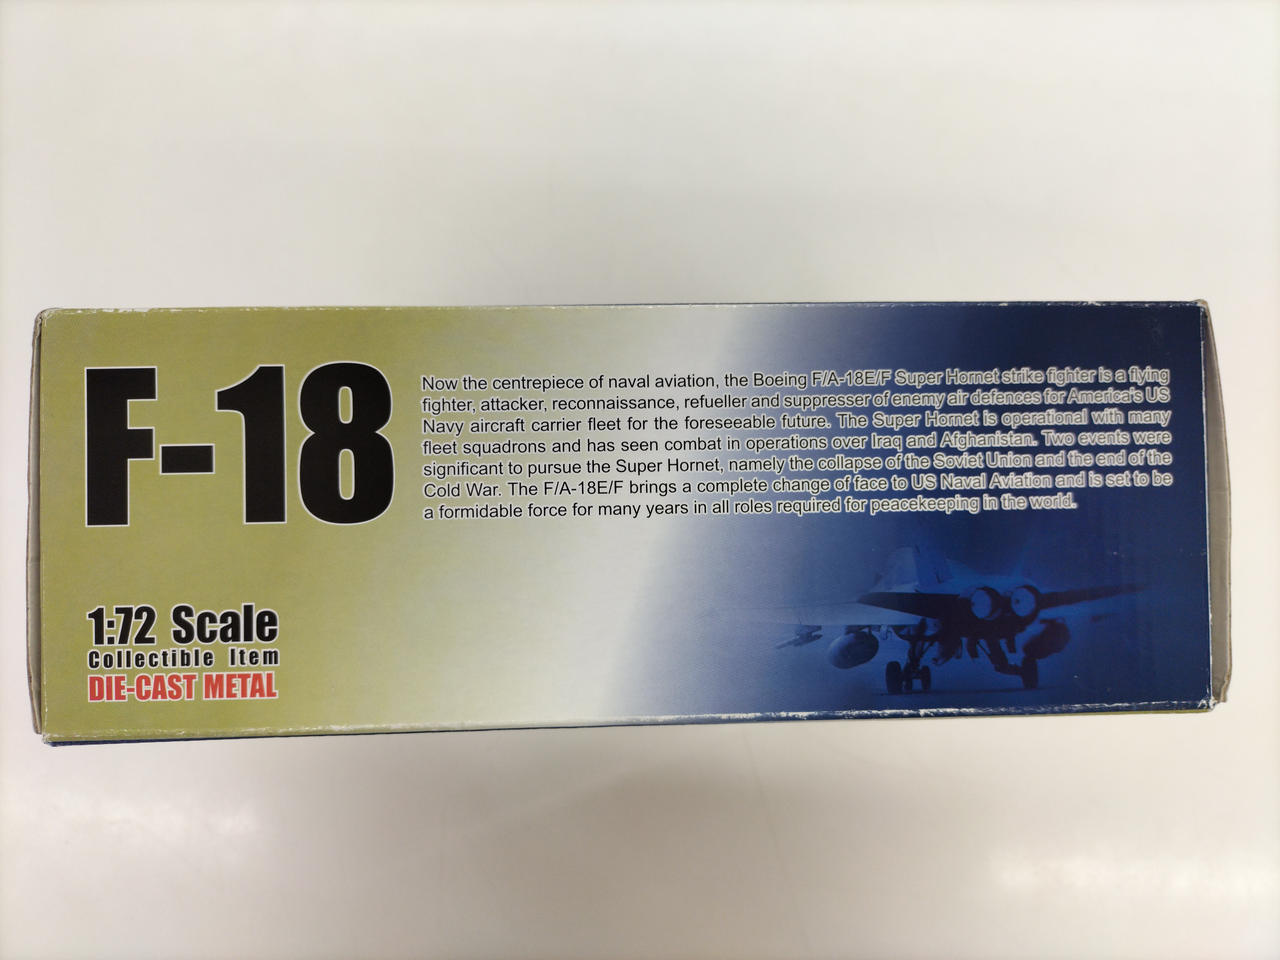 F-18
Now the centrepiece of naval aviation, the Boeing F/A-18E/F Super Hornet strike fighter is a flying
fighter, attacker, reconnaissance, refueller and suppresser of enemy air defences for America's US
Navy aircraft carrier fleet for the foreseeable future. The Super Hornet is operational with many
fleet squadrons and has seen combat in operations over Iraq and Afghanistan. Two events were
significant to pursue the Super Hornet, namely the collapse of the Soviet Union and the end of the
Cold War. The F/A-18E/F brings a complete change of face to US Naval Aviation and is set to be
a formidable force for many years in all roles required for peacekeeping in the world.
1:72 Scale
Collectible Item
DIE-CAST METAL